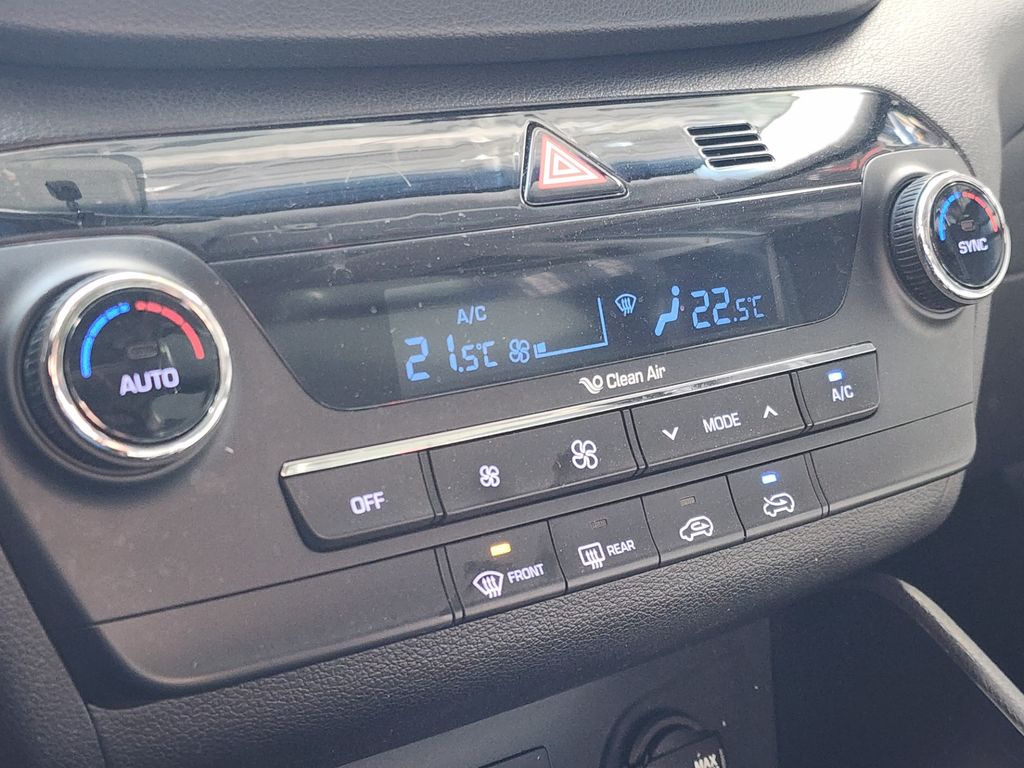 AUTO
A/C
21.5°C
22.5°C
SYNC
Clean Air
OFF
MODE
A/C
FRONT
REAR
MAX